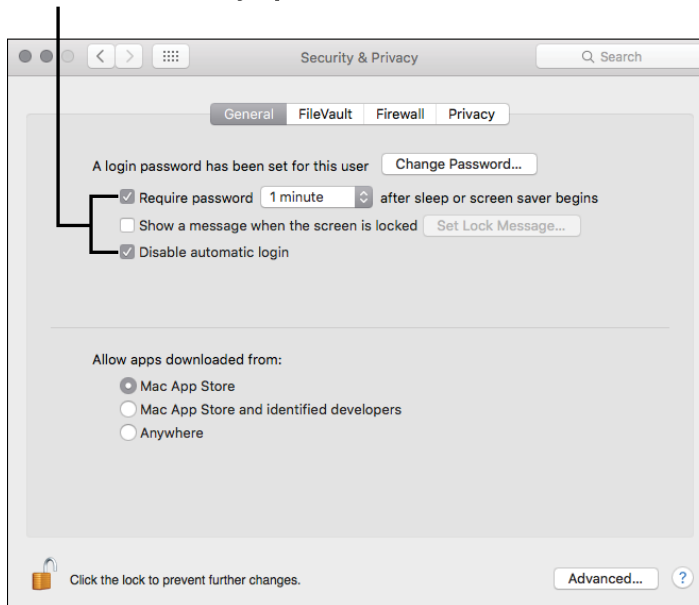 Security & Privacy
Search
General FileVault Firewall Privacy
A login password has been set for this user Change Password...
Require password 1 minute after sleep or screen saver begins
Show a message when the screen is locked Set Lock Message...
Disable automatic login
Allow apps downloaded from:
Mac App Store
Mac App Store and identified developers
Anywhere
Click the lock to prevent further changes.
Advanced... ?